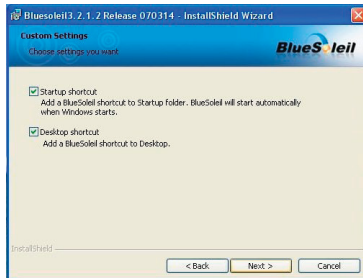 Bluesoleil3.2.1.2 Release 070314 - InstallShield Wizard
Custom Settings
Choose settings you want
BlueSoleil
Startup shortcut
Add a BlueSoleil shortcut to Startup folder. BlueSoleil will start automatically
when Windows starts.
Desktop shortcut
Add a BlueSoleil shortcut to Desktop.
InstallShield
< Back Next > Cancel